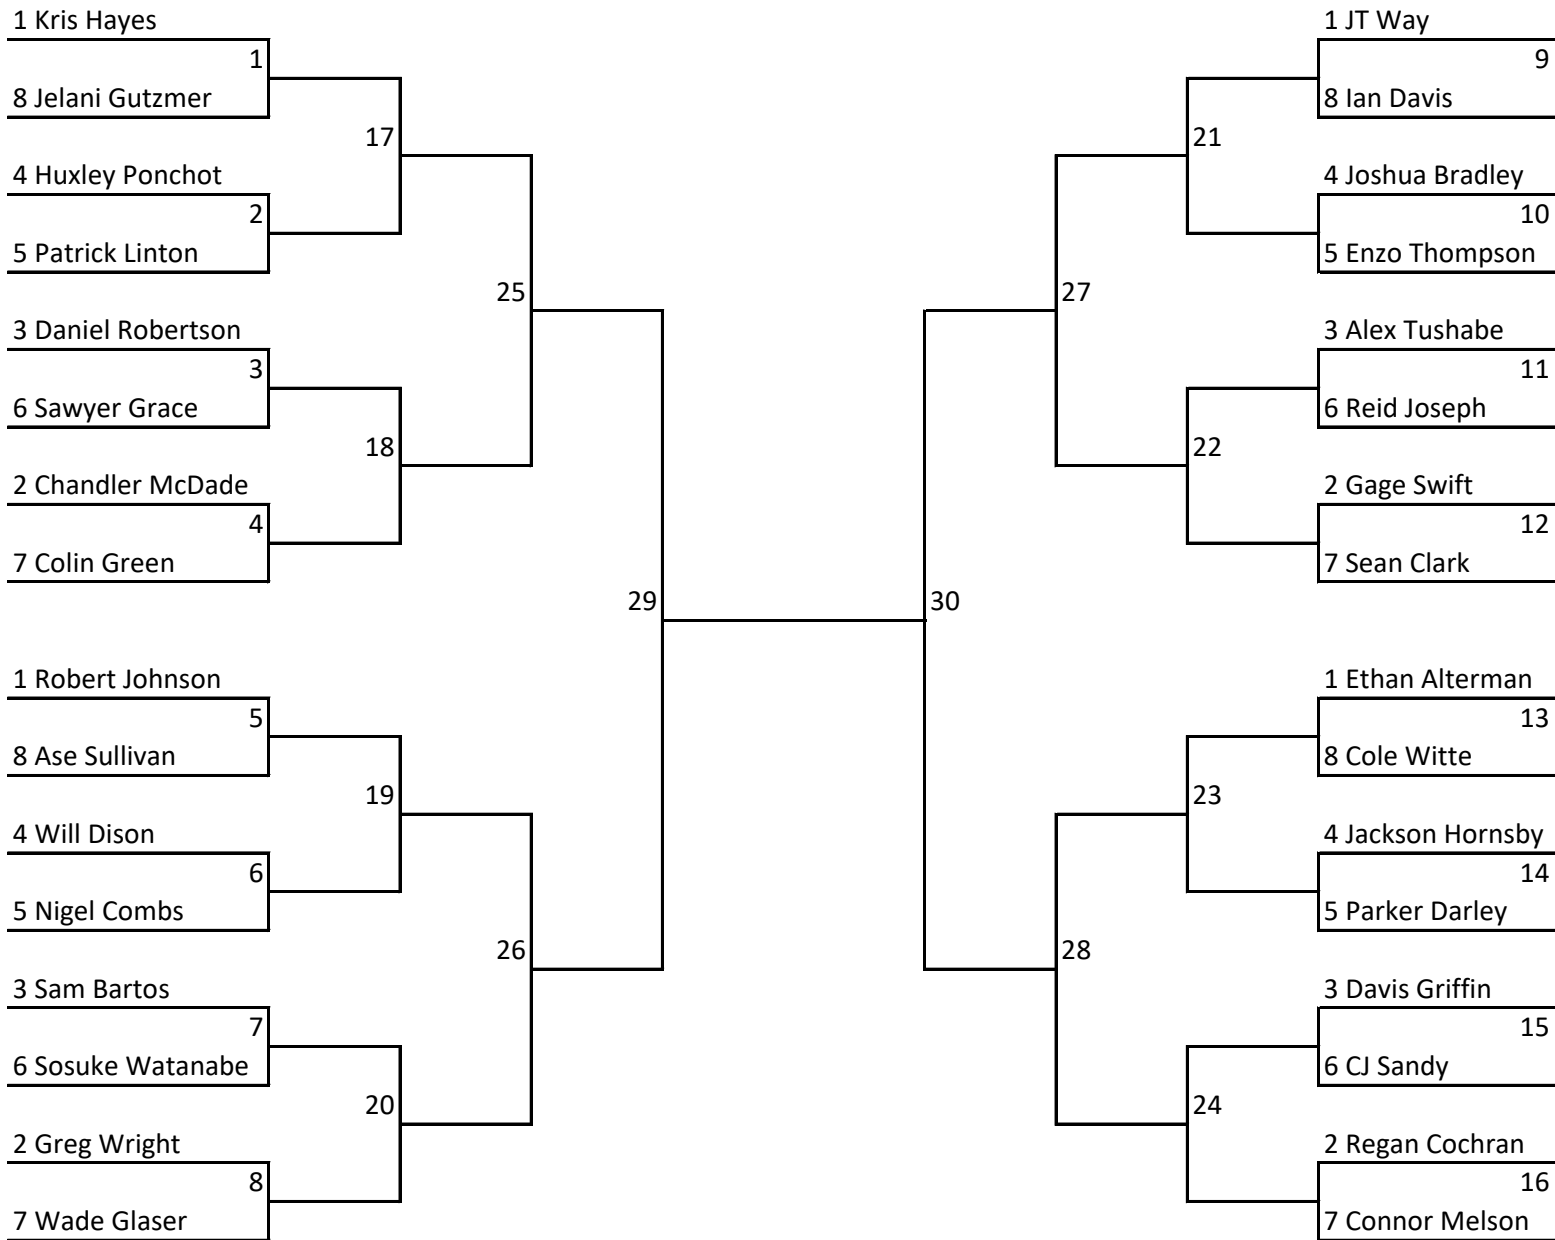 1 Kris Hayes
1
8 Jelani Gutzmer
17
4 Huxley Ponchot
2
5 Patrick Linton
25
3 Daniel Robertson
3
6 Sawyer Grace
18
2 Chandler McDade
4
7 Colin Green
29
1 Robert Johnson
5
8 Ase Sullivan
19
4 Will Dison
6
5 Nigel Combs
26
3 Sam Bartos
7
6 Sosuke Watanabe
20
2 Greg Wright
8
7 Wade Glaser
1 JT Way
9
8 Ian Davis
21
4 Joshua Bradley
10
5 Enzo Thompson
27
3 Alex Tushabe
11
6 Reid Joseph
22
2 Gage Swift
12
7 Sean Clark
30
1 Ethan Alterman
13
8 Cole Witte
23
4 Jackson Hornsby
14
5 Parker Darley
28
3 Davis Griffin
15
6 CJ Sandy
24
2 Regan Cochran
16
7 Connor Melson